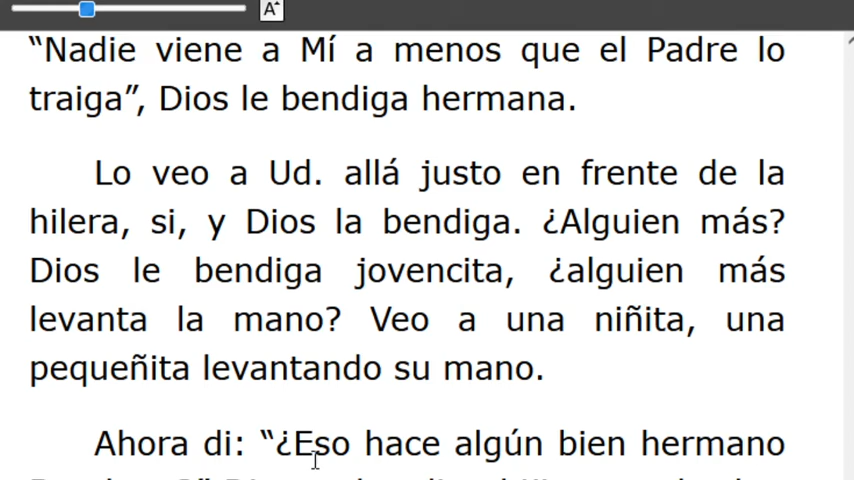 A
“Nadie viene a Mí a menos que el Padre lo
traiga”, Dios le bendiga hermana.
Lo veo a Ud. allá justo en frente de la
hilera, si, y Dios la bendiga. ¿Alguien más?
Dios le bendiga jovencita, ¿alguien más
levanta la mano? Veo a una niñita, una
pequeñita levantando su mano.
Ahora di: “¿Eso hace algún bien hermano